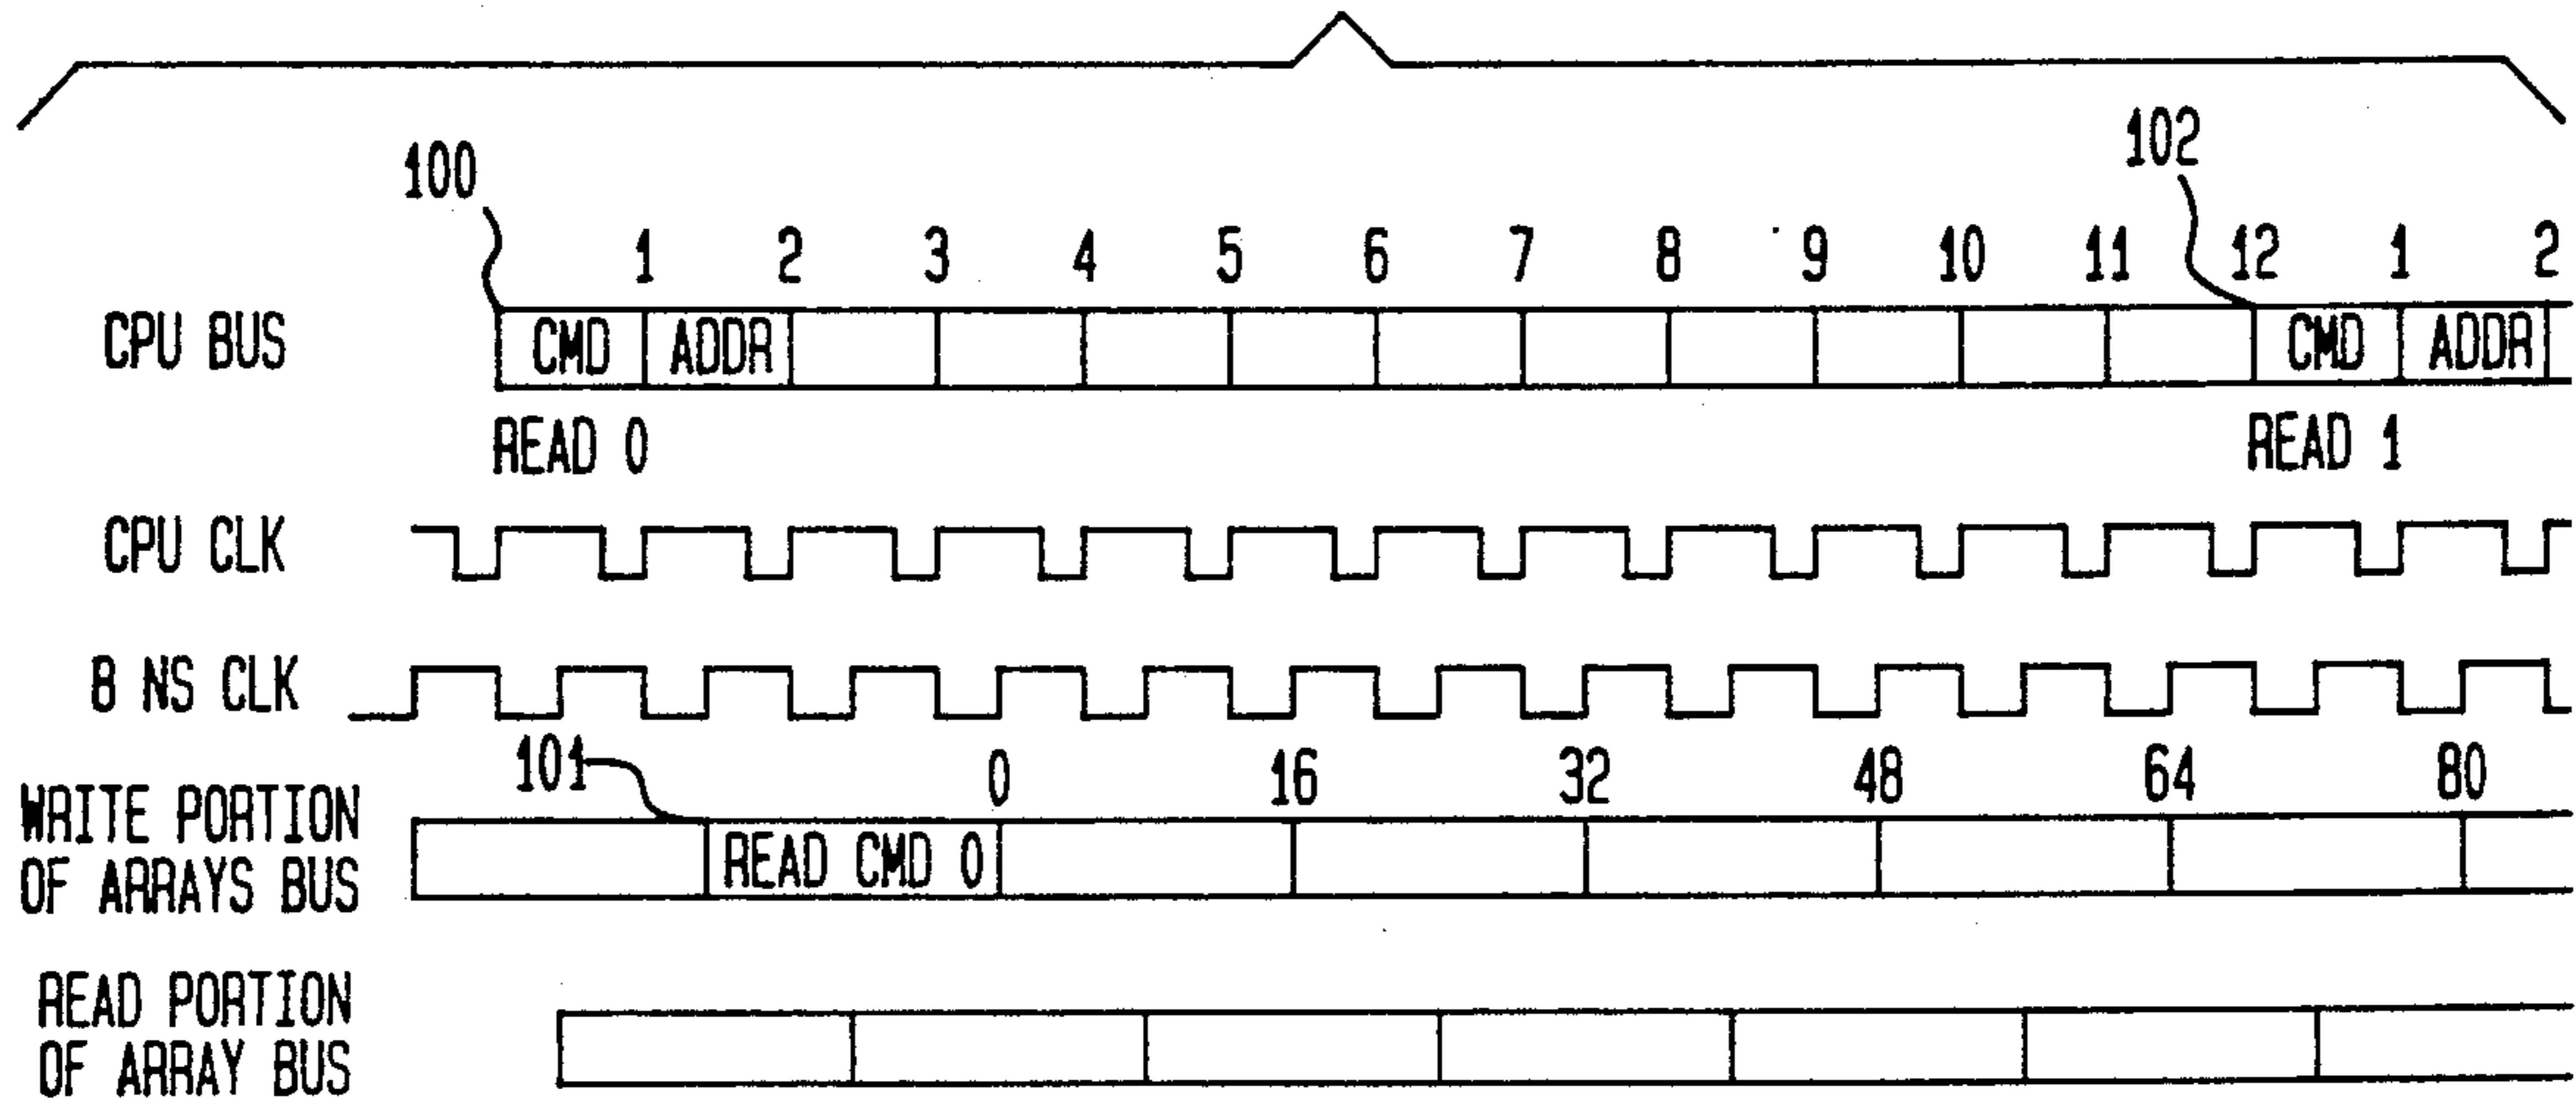 100
102
1 2 3 4 5 6 7 8 9 10 11 12 1 2
CPU BUS CMD ADDR CMD ADDR
READ 0 READ 1
CPU CLK
8 NS CLK
101 0 16 32 48 64 80
WRITE PORTION
OF ARRAYS BUS
READ CMD 0
READ PORTION
OF ARRAY BUS